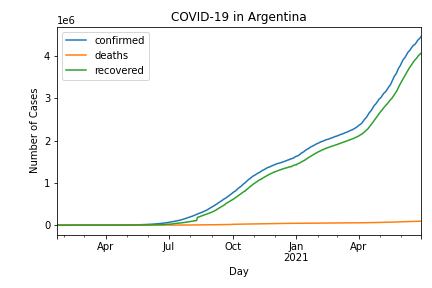 COVID-19 in Argentina
1e6
confirmed
deaths
recovered
4
3
2
1
0
Number of Cases
Apr
Jul
Oct
Jan
2021
Apr
Day